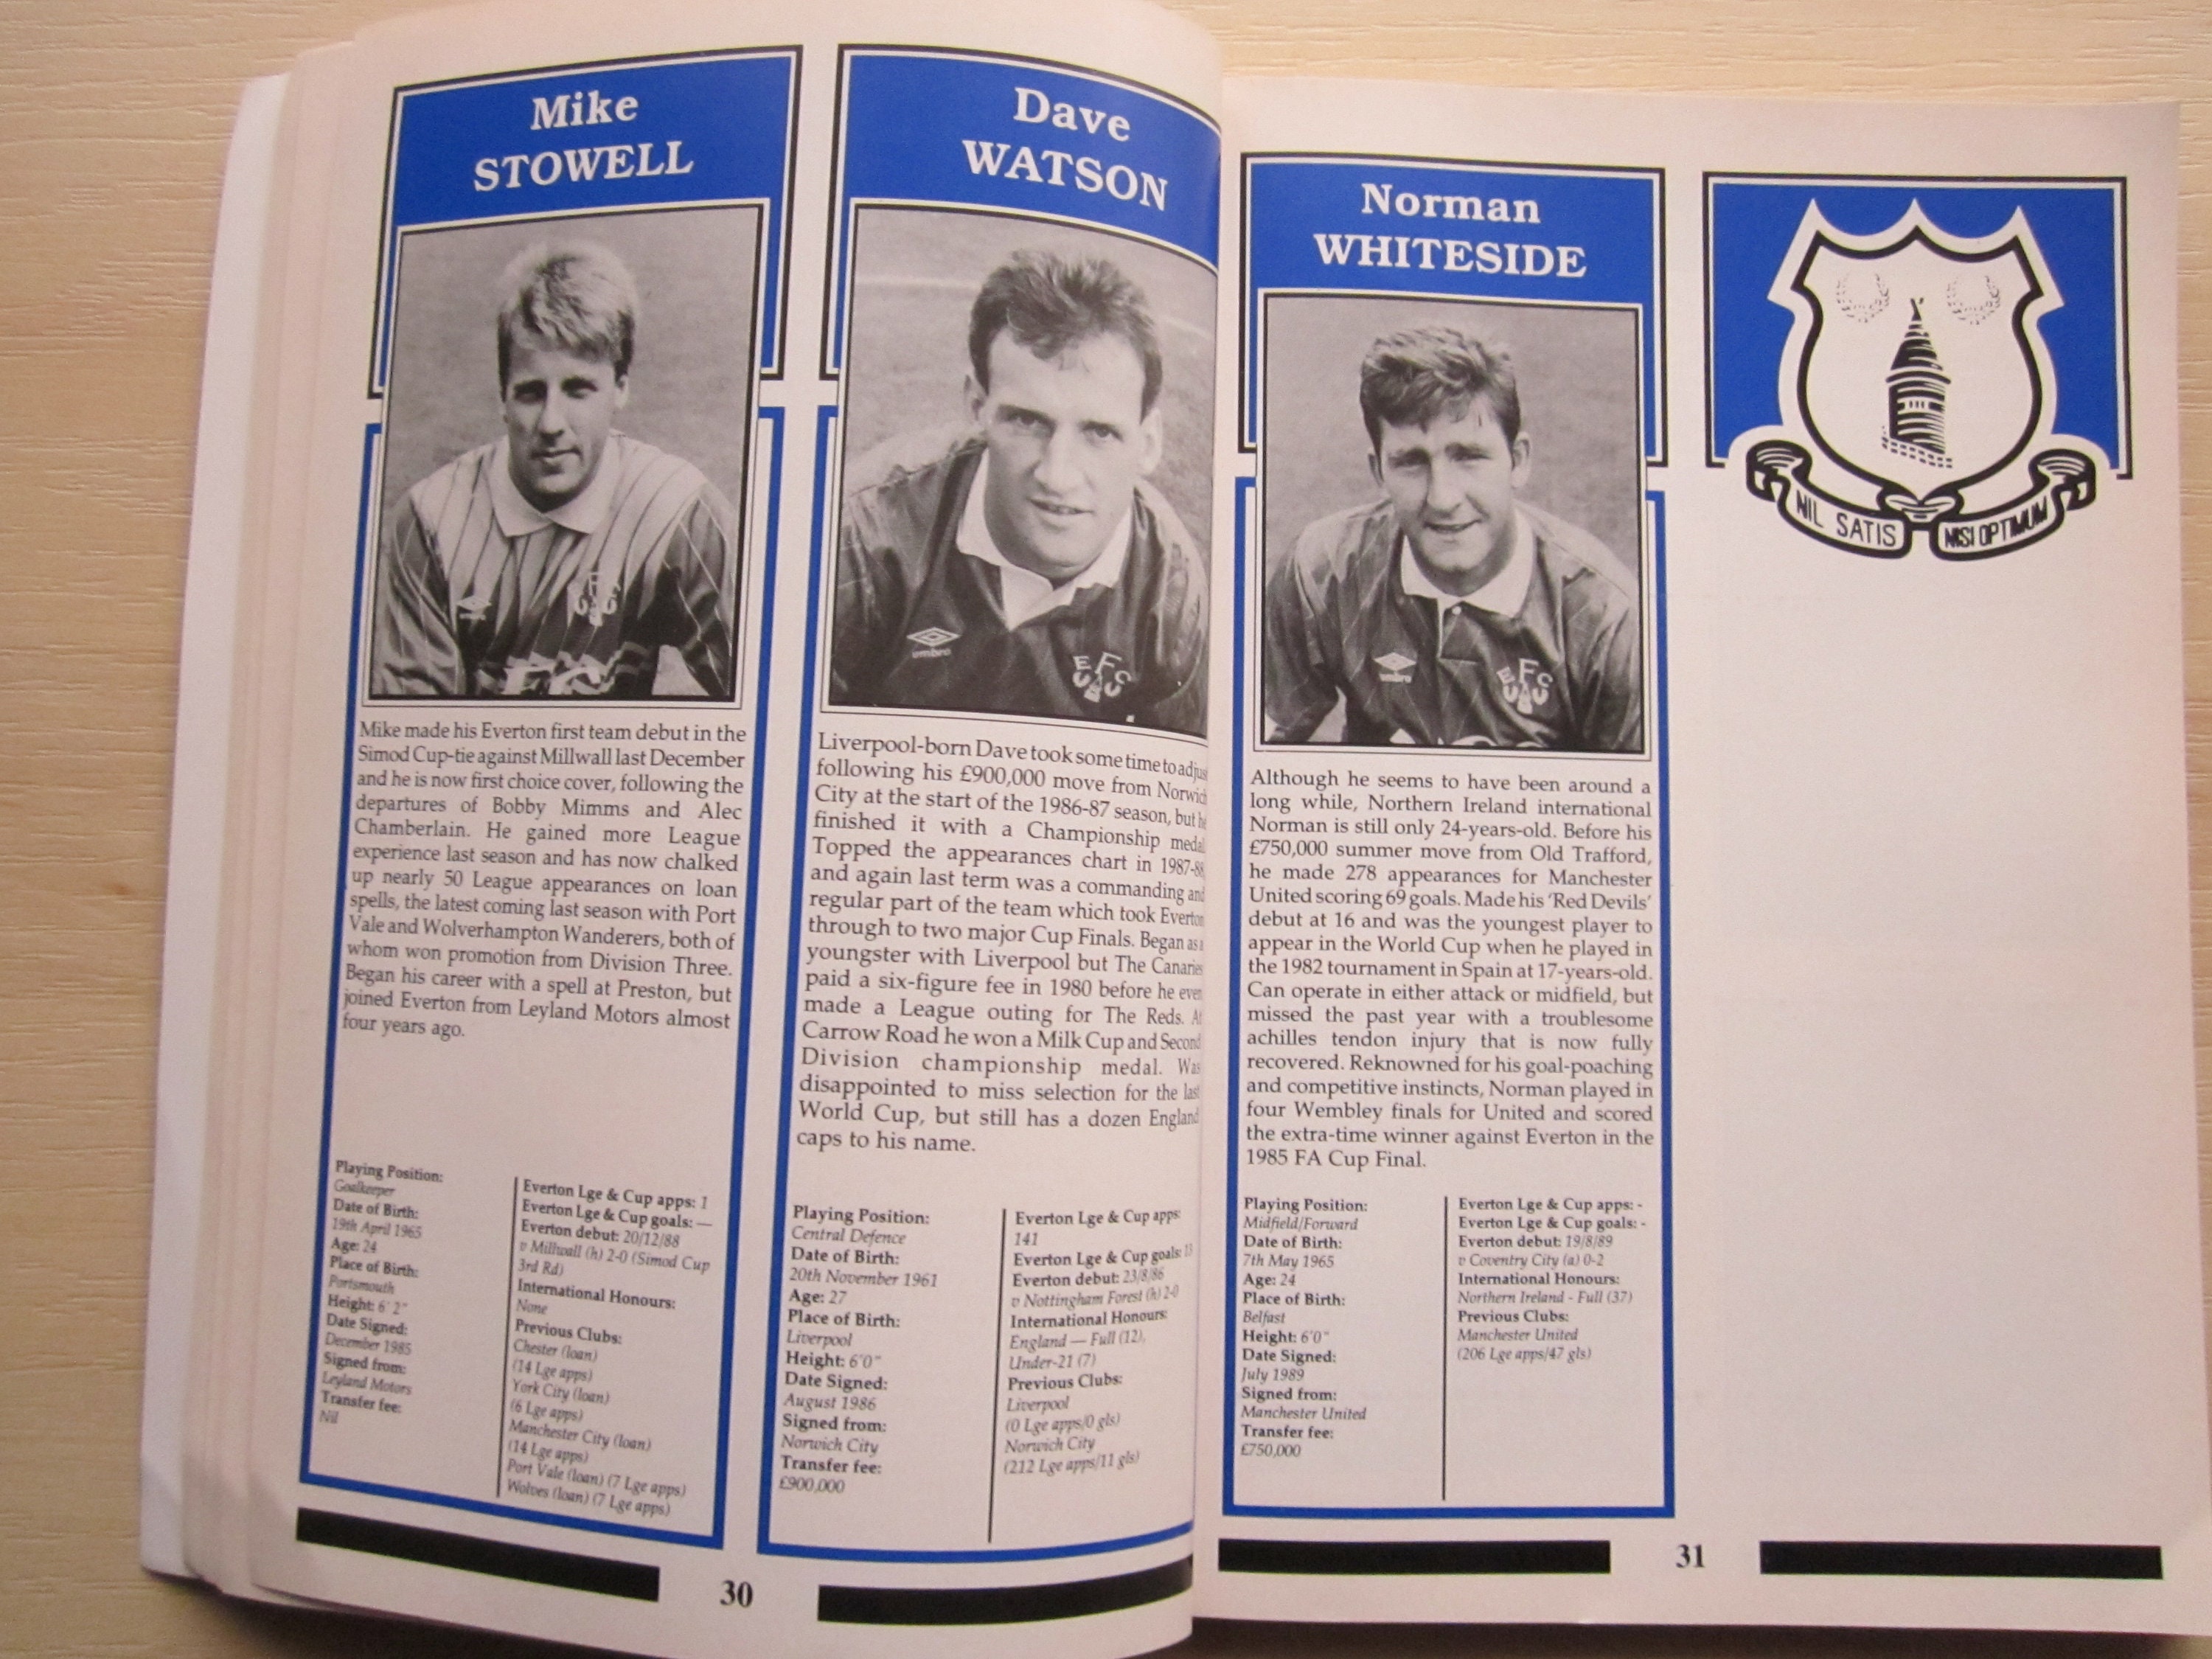 Mike
STOWELL
Mike made his Everton first team debut in the
Simod Cup-tie against Millwall last December
and he is now first choice cover, following the
departures of Bobby Mimms and Alec
Chamberlain. He gained more League
experience last season and has now chalked
up nearly 50 League appearances on loan
spells, the latest coming last season with Port
Vale and Wolverhampton Wanderers, both of
whom won promotion from Division Three.
Began his career with a spell at Preston, but
joined Everton from Leyland Motors almost
four years ago.
Playing Position:
Goalkeeper
Date of Birth:
19th April 1965
Age: 24
Place of Birth:
Portsmouth
Height: 6' 2"
Date Signed:
December 1985
Signed from:
Leyland Motors
Transfer fee:
Nil
Everton Lge & Cup apps: 1
Everton Lge & Cup goals: —
Everton debut: 20/12/88
v Millwall (h) 2-0 (Simod Cup
3rd Rd)
International Honours:
None
Previous Clubs:
Chester (loan)
(14 Lge apps)
York City (loan)
(6 Lge apps)
Manchester City (loan)
(14 Lge apps)
Port Vale (loan) (7 Lge apps)
Wolves (loan) (7 Lge apps)
Dave
WATSON
umbro
E F C
Liverpool-born Dave took some time to adjus
following his £900,000 move from Norwich
City at the start of the 1986-87 season, but he
finished it with a Championship medal.
Topped the appearances chart in 1987-88,
and again last term was a commanding and
regular part of the team which took Everton
through to two major Cup Finals. Began as a
youngster with Liverpool but The Canaries
paid a six-figure fee in 1980 before he ever
made a League outing for The Reds. At
Carrow Road he won a Milk Cup and Second
Division championship medal. Was
disappointed to miss selection for the last
World Cup, but still has a dozen England
caps to his name.
Playing Position:
Central Defence
Date of Birth:
20th November 1961
Age: 27
Place of Birth:
Liverpool
Height: 6'0"
Date Signed:
August 1986
Signed from:
Norwich City
Transfer fee:
£900,000
Everton Lge & Cup apps:
141
Everton Lge & Cup goals: 13
Everton debut: 23/8/86
v Nottingham Forest (h) 2-0
International Honours:
England — Full (12),
Under-21 (7)
Previous Clubs:
Liverpool
(0 Lge apps/0 gls)
Norwich City
(212 Lge apps/11 gls)
30
Norman
WHITESIDE
umbro
E F C
Although he seems to have been around a
long while, Northern Ireland international
Norman is still only 24-years-old. Before his
£750,000 summer move from Old Trafford,
he made 278 appearances for Manchester
United scoring 69 goals. Made his 'Red Devils'
debut at 16 and was the youngest player to
appear in the World Cup when he played in
the 1982 tournament in Spain at 17-years-old.
Can operate in either attack or midfield, but
missed the past year with a troublesome
achilles tendon injury that is now fully
recovered. Reknowned for his goal-poaching
and competitive instincts, Norman played in
four Wembley finals for United and scored
the extra-time winner against Everton in the
1985 FA Cup Final.
Playing Position:
Midfield/Forward
Date of Birth:
7th May 1965
Age: 24
Place of Birth:
Belfast
Height: 6'0"
Date Signed:
July 1989
Signed from:
Manchester United
Transfer fee:
£750,000
Everton Lge & Cup apps: -
Everton Lge & Cup goals: -
Everton debut: 19/8/89
v Coventry City (a) 0-2
International Honours:
Northern Ireland - Full (37)
Previous Clubs:
Manchester United
(206 Lge apps/47 gls)
NIL SATIS NISI OPTIMUM
31